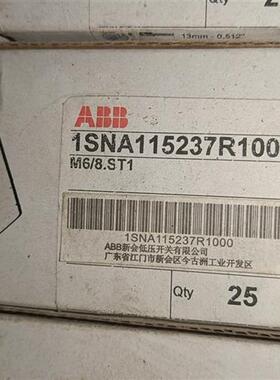 13mm - 0.512"
ABB
1SNA115237R100
M6/8.ST1
1SNA115237R1000
ABB新会低压开关有限公司
广东省江门市新会区今古洲工业开发区
Qty 25